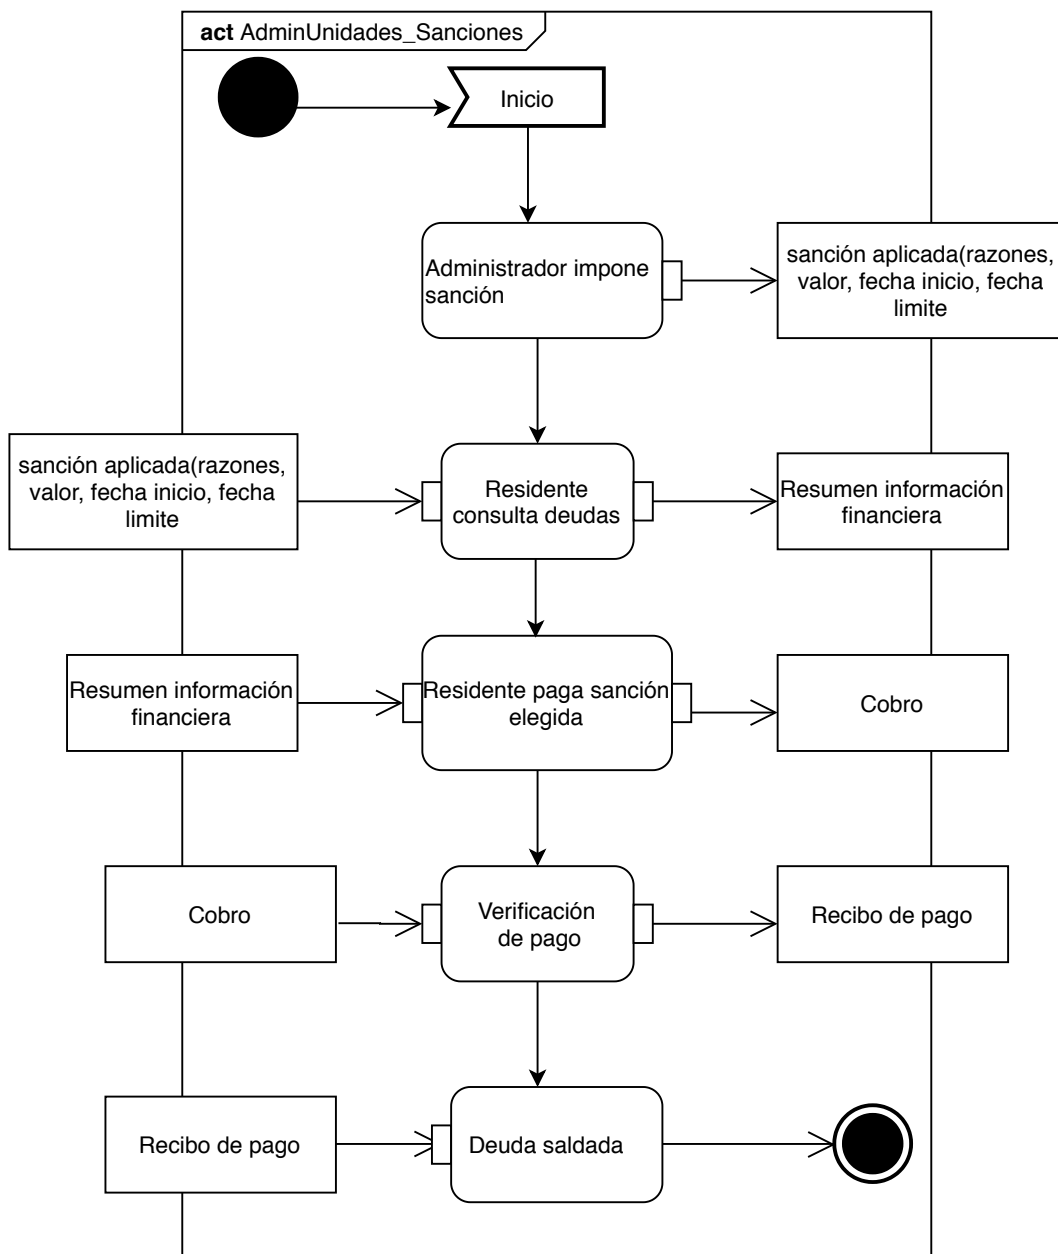 act AdminUnidades_Sanciones
Inicio
Administrador impone
sanción
sanción aplicada(razones,
valor, fecha inicio, fecha
limite
sanción aplicada(razones,
valor, fecha inicio, fecha
limite
Residente
consulta deudas
Resumen información
financiera
Resumen información
financiera
Residente paga sanción
elegida
Cobro
Cobro
Verificación
de pago
Recibo de pago
Recibo de pago
Deuda saldada